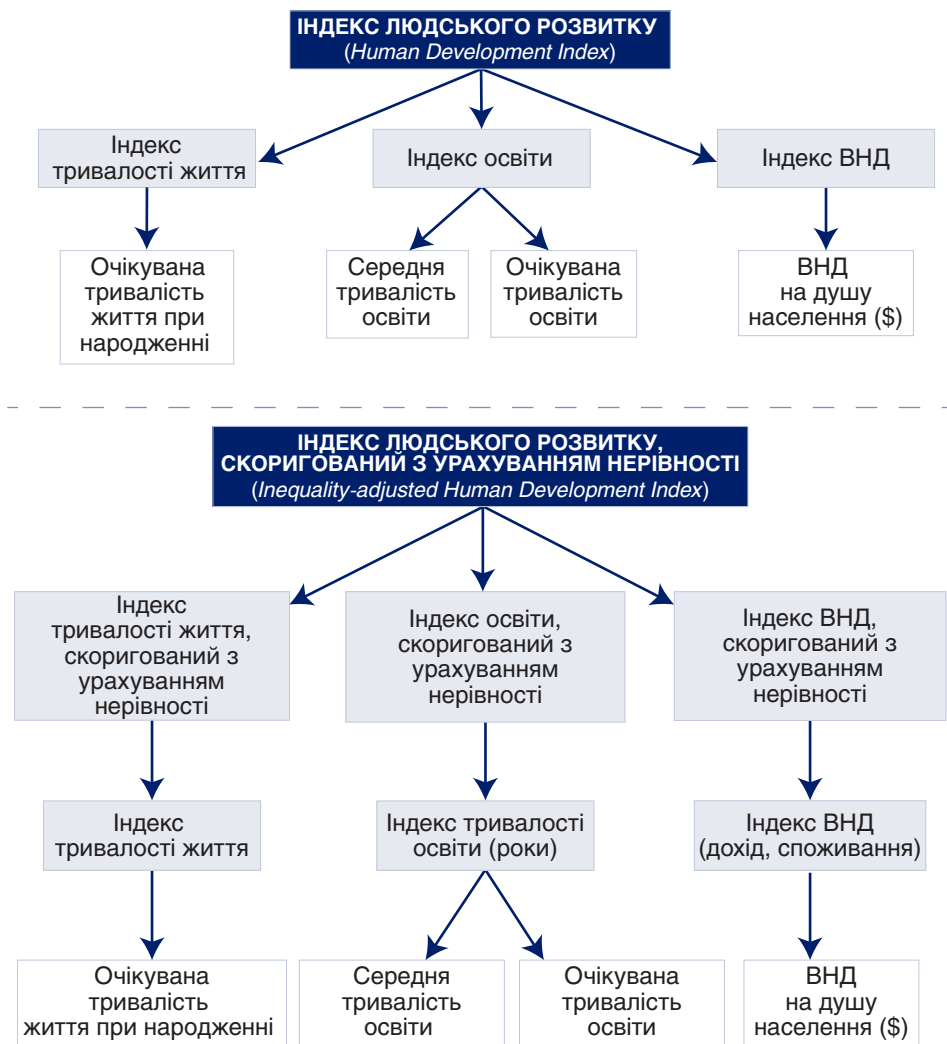 ІНДЕКС ЛЮДСЬКОГО РОЗВИТКУ
(Human Development Index)
Індекс
тривалості життя
Індекс освіти
Індекс ВНД
Очікувана
тривалість
життя при
народженні
Середня
тривалість
освіти
Очікувана
тривалість
освіти
ВНД
на душу
населення ($)
ІНДЕКС ЛЮДСЬКОГО РОЗВИТКУ,
СКОРИГОВАНИЙ З УРАХУВАННЯМ НЕРІВНОСТІ
(Inequality-adjusted Human Development Index)
Індекс
тривалості життя,
скоригований з
урахуванням
нерівності
Індекс освіти,
скоригований з
урахуванням
нерівності
Індекс ВНД,
скоригований з
урахуванням
нерівності
Індекс
тривалості життя
Індекс тривалості
освіти (роки)
Індекс ВНД
(дохід, споживання)
Очікувана
тривалість
життя при народженні
Середня
тривалість
освіти
Очікувана
тривалість
освіти
ВНД
на душу
населення ($)